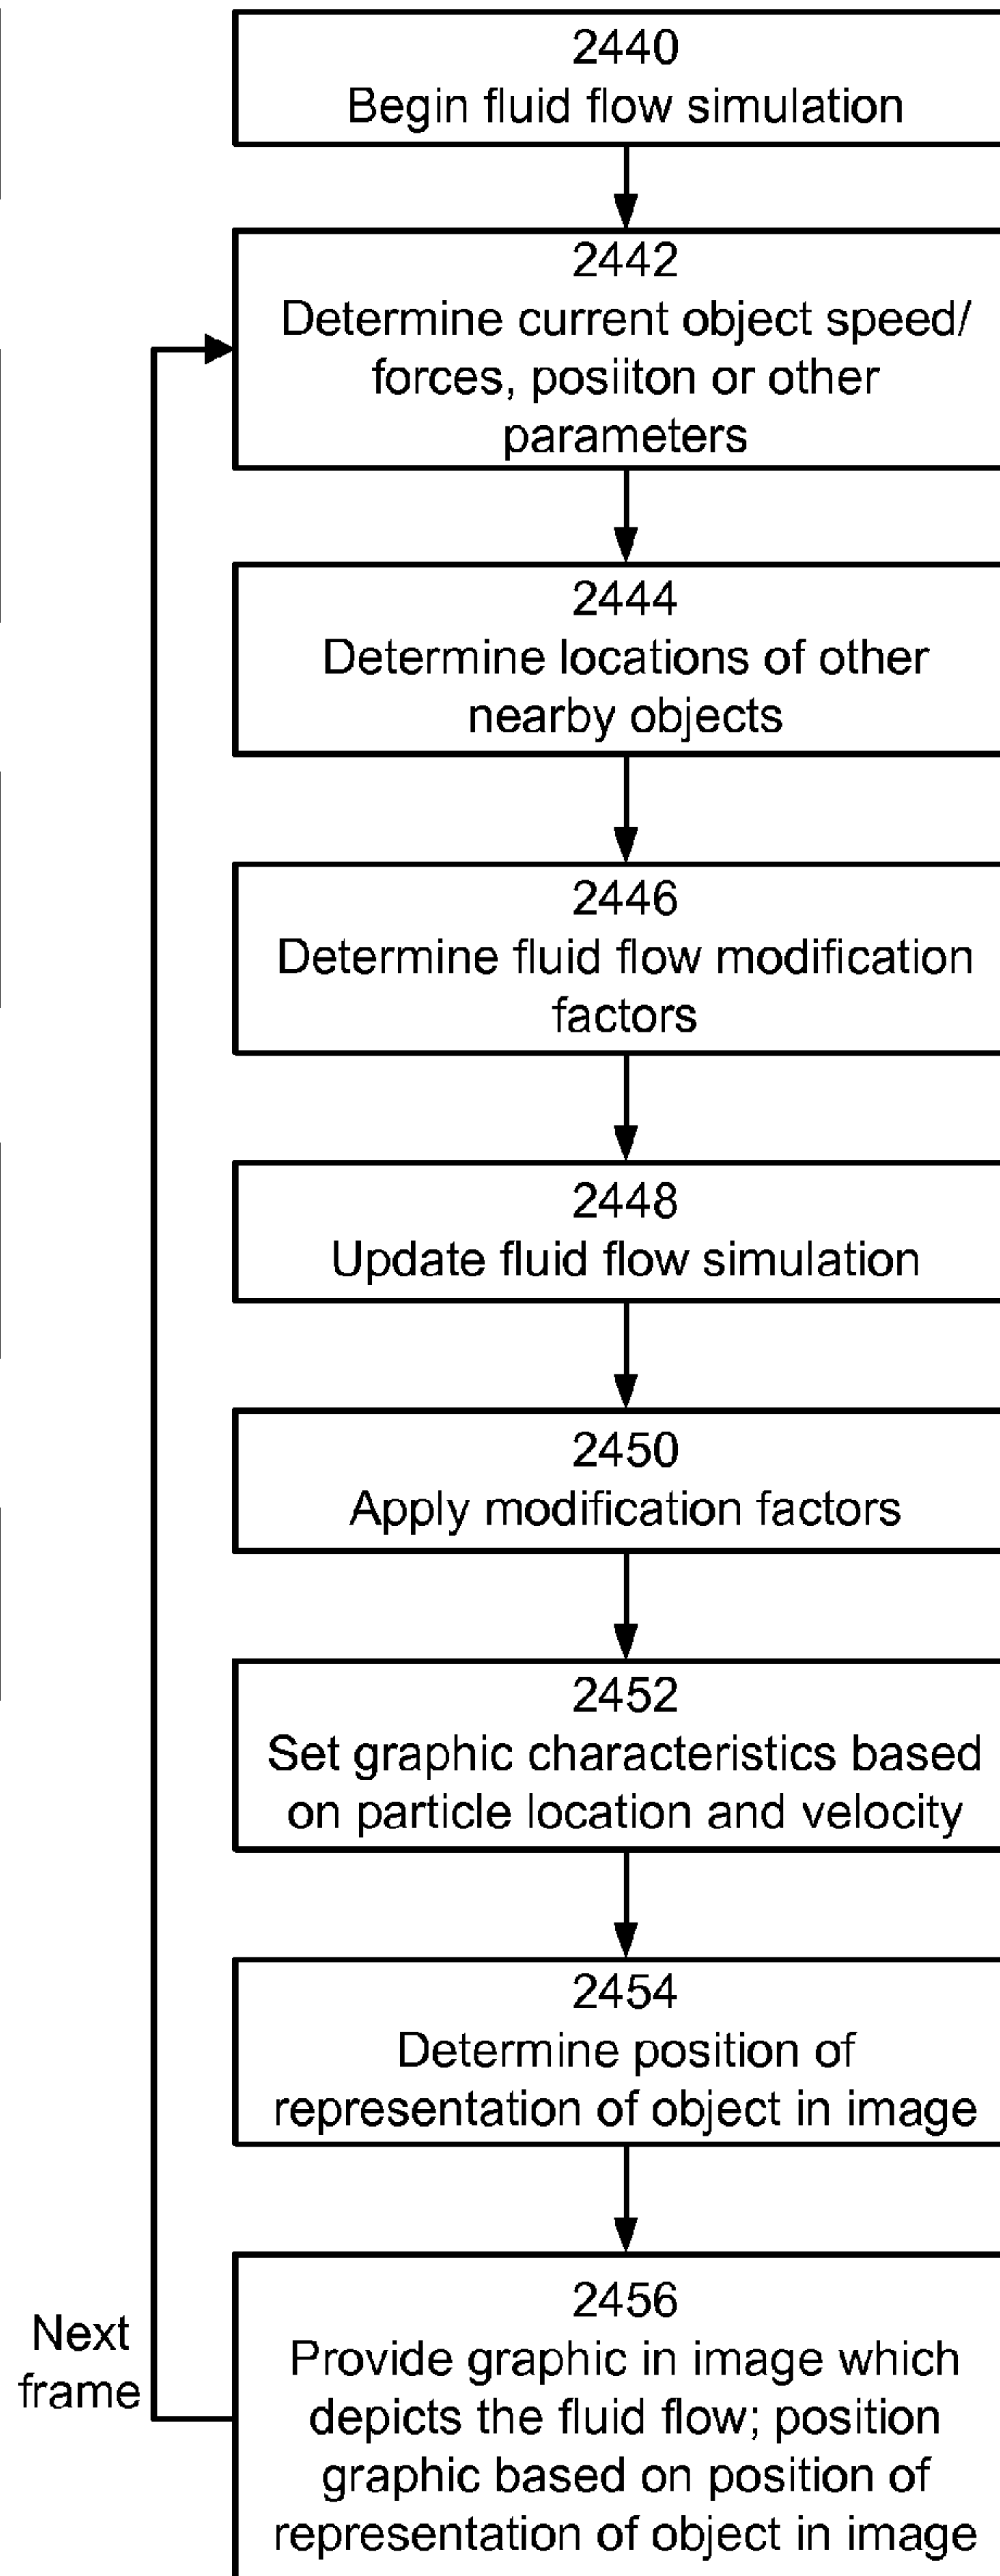 2440
Begin fluid flow simulation
2442
Determine current object speed/
forces, posiiton or other
parameters
2444
Determine locations of other
nearby objects
2446
Determine fluid flow modification
factors
2448
Update fluid flow simulation
2450
Apply modification factors
2452
Set graphic characteristics based
on particle location and velocity
2454
Determine position of
representation of object in image
2456
Provide graphic in image which
depicts the fluid flow; position
graphic based on position of
representation of object in image
Next
frame